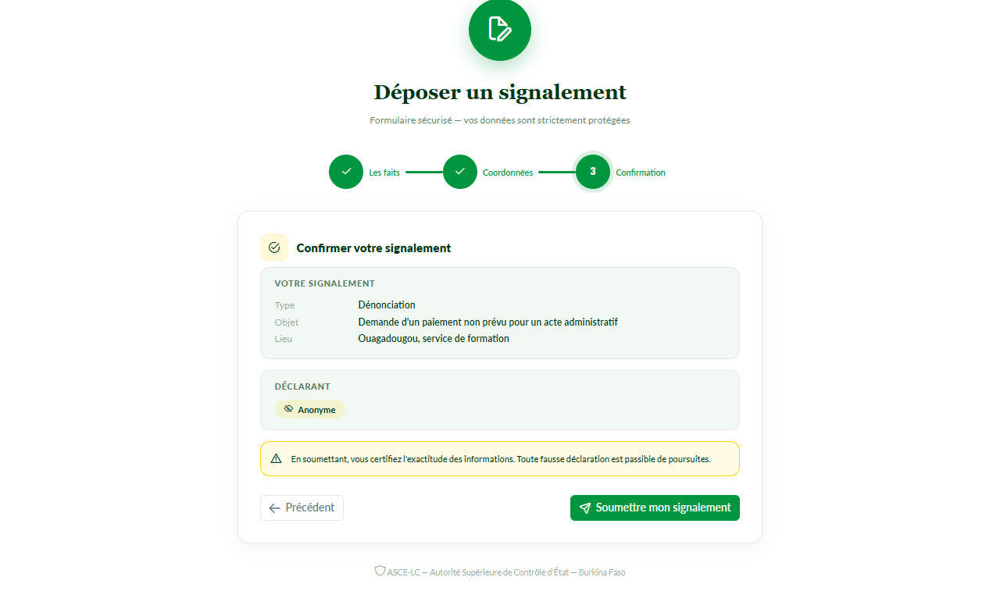 Déposer un signalement
Formulaire sécurisé — vos données sont strictement protégées
Les faits
Coordonnées
3 Confirmation
Confirmer votre signalement
VOTRE SIGNALEMENT
Type Dénonciation
Objet Demande d'un paiement non prévu pour un acte administratif
Lieu Ouagadougou, service de formation
DÉCLARANT
Anonyme
En soumettant, vous certifiez l'exactitude des informations. Toute fausse déclaration est passible de poursuites.
Précédent
Soumettre mon signalement
ASCE-LC — Autorité Supérieure de Contrôle d'État — Burkina Faso